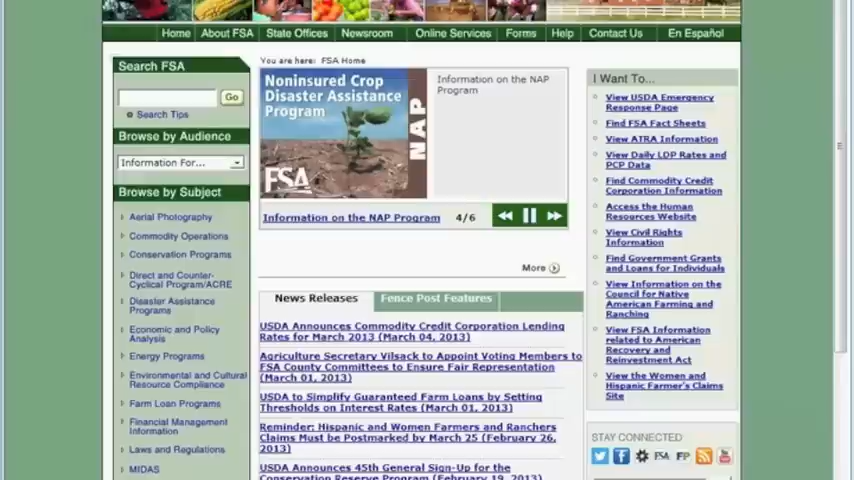 Home
About FSA
State Offices
Newsroom
Online Services
Forms
Help
Contact Us
En Español
Search FSA
Go
Search Tips
Browse by Audience
Information For...
Browse by Subject
Aerial Photography
Commodity Operations
Conservation Programs
Direct and Counter-
Cyclical Program/ACRE
Disaster Assistance
Programs
Economic and Policy
Analysis
Energy Programs
Environmental and Cultural
Resource Compliance
Farm Loan Programs
Financial Management
Information
Laws and Regulations
MIDAS
You are here: FSA Home
Noninsured Crop
Disaster Assistance
Program
NAP
FSA
Information on the NAP
Program
Information on the NAP Program
4/6
More
News Releases
Fence Post Features
USDA Announces Commodity Credit Corporation Lending
Rates for March 2013 (March 04, 2013)
Agriculture Secretary Vilsack to Appoint Voting Members to
FSA County Committees to Ensure Fair Representation
(March 01, 2013)
USDA to Simplify Guaranteed Farm Loans by Setting
Thresholds on Interest Rates (March 01, 2013)
Reminder: Hispanic and Women Farmers and Ranchers
Claims Must be Postmarked by March 25 (February 26,
2013)
USDA Announces 45th General Sign-Up for the
Conservation Reserve Program (February 19, 2013)
I Want To...
View USDA Emergency
Response Page
Find FSA Fact Sheets
View ATRA Information
View Daily LDP Rates and
PCP Data
Find Commodity Credit
Corporation Information
Access the Human
Resources Website
View Civil Rights
Information
Find Government Grants
and Loans for Individuals
View Information on the
Council for Native
American Farming and
Ranching
View FSA Information
related to American
Recovery and
Reinvestment Act
View the Women and
Hispanic Farmer's Claims
Site
STAY CONNECTED
FSA
FP